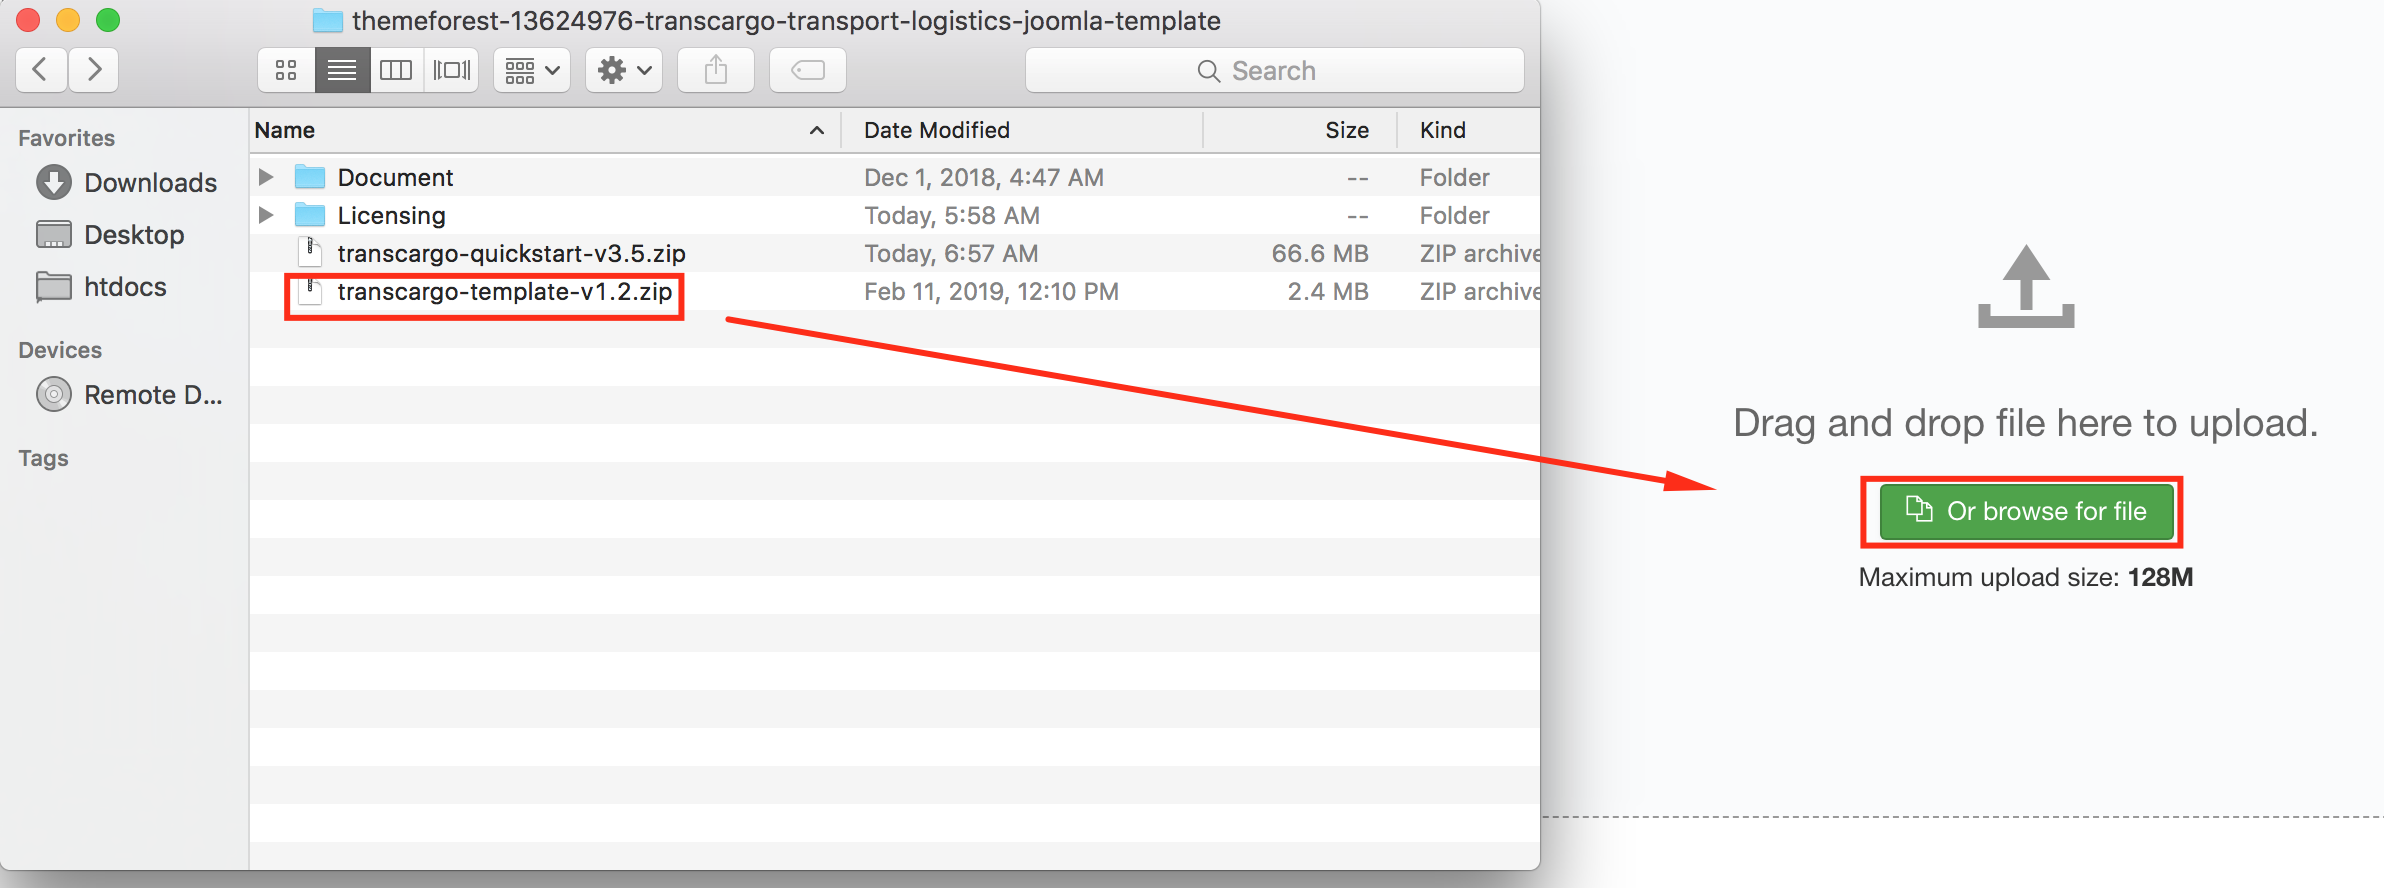 themeforest-13624976-transcargo-transport-logistics-joomla-template
Search
Favorites
Downloads
Desktop
htdocs
Devices
Remote D...
Tags
Name Date Modified Size Kind
Document Dec 1, 2018, 4:47 AM -- Folder
Licensing Today, 5:58 AM -- Folder
transcargo-quickstart-v3.5.zip Today, 6:57 AM 66.6 MB ZIP archive
transcargo-template-v1.2.zip Feb 11, 2019, 12:10 PM 2.4 MB ZIP archive
Drag and drop file here to upload.
Or browse for file
Maximum upload size: 128M